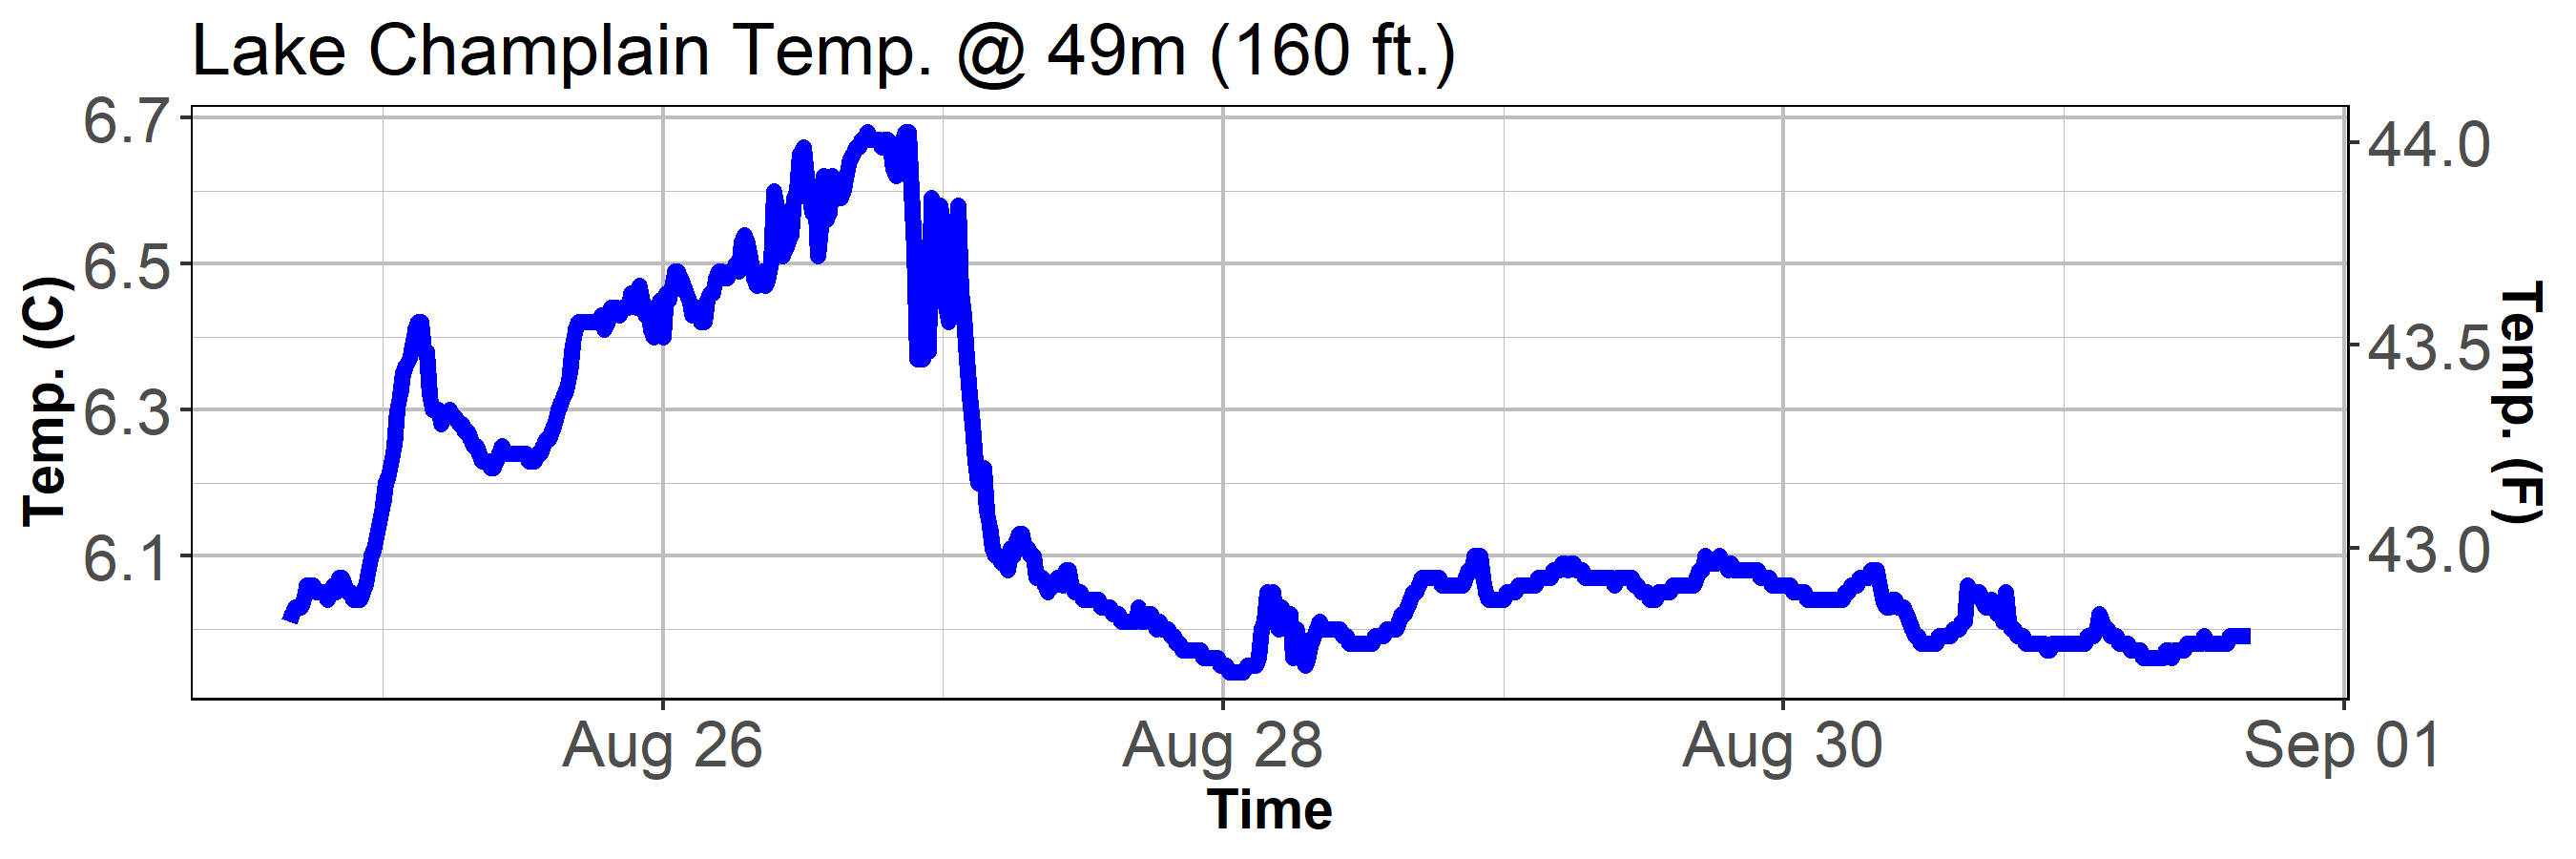 Lake Champlain Temp. @ 49m (160 ft.)
6.7
6.5
6.3
6.1
Temp. (C)
44.0
43.5
43.0
Temp. (F)
Aug 26 Aug 28 Aug 30 Sep 01
Time